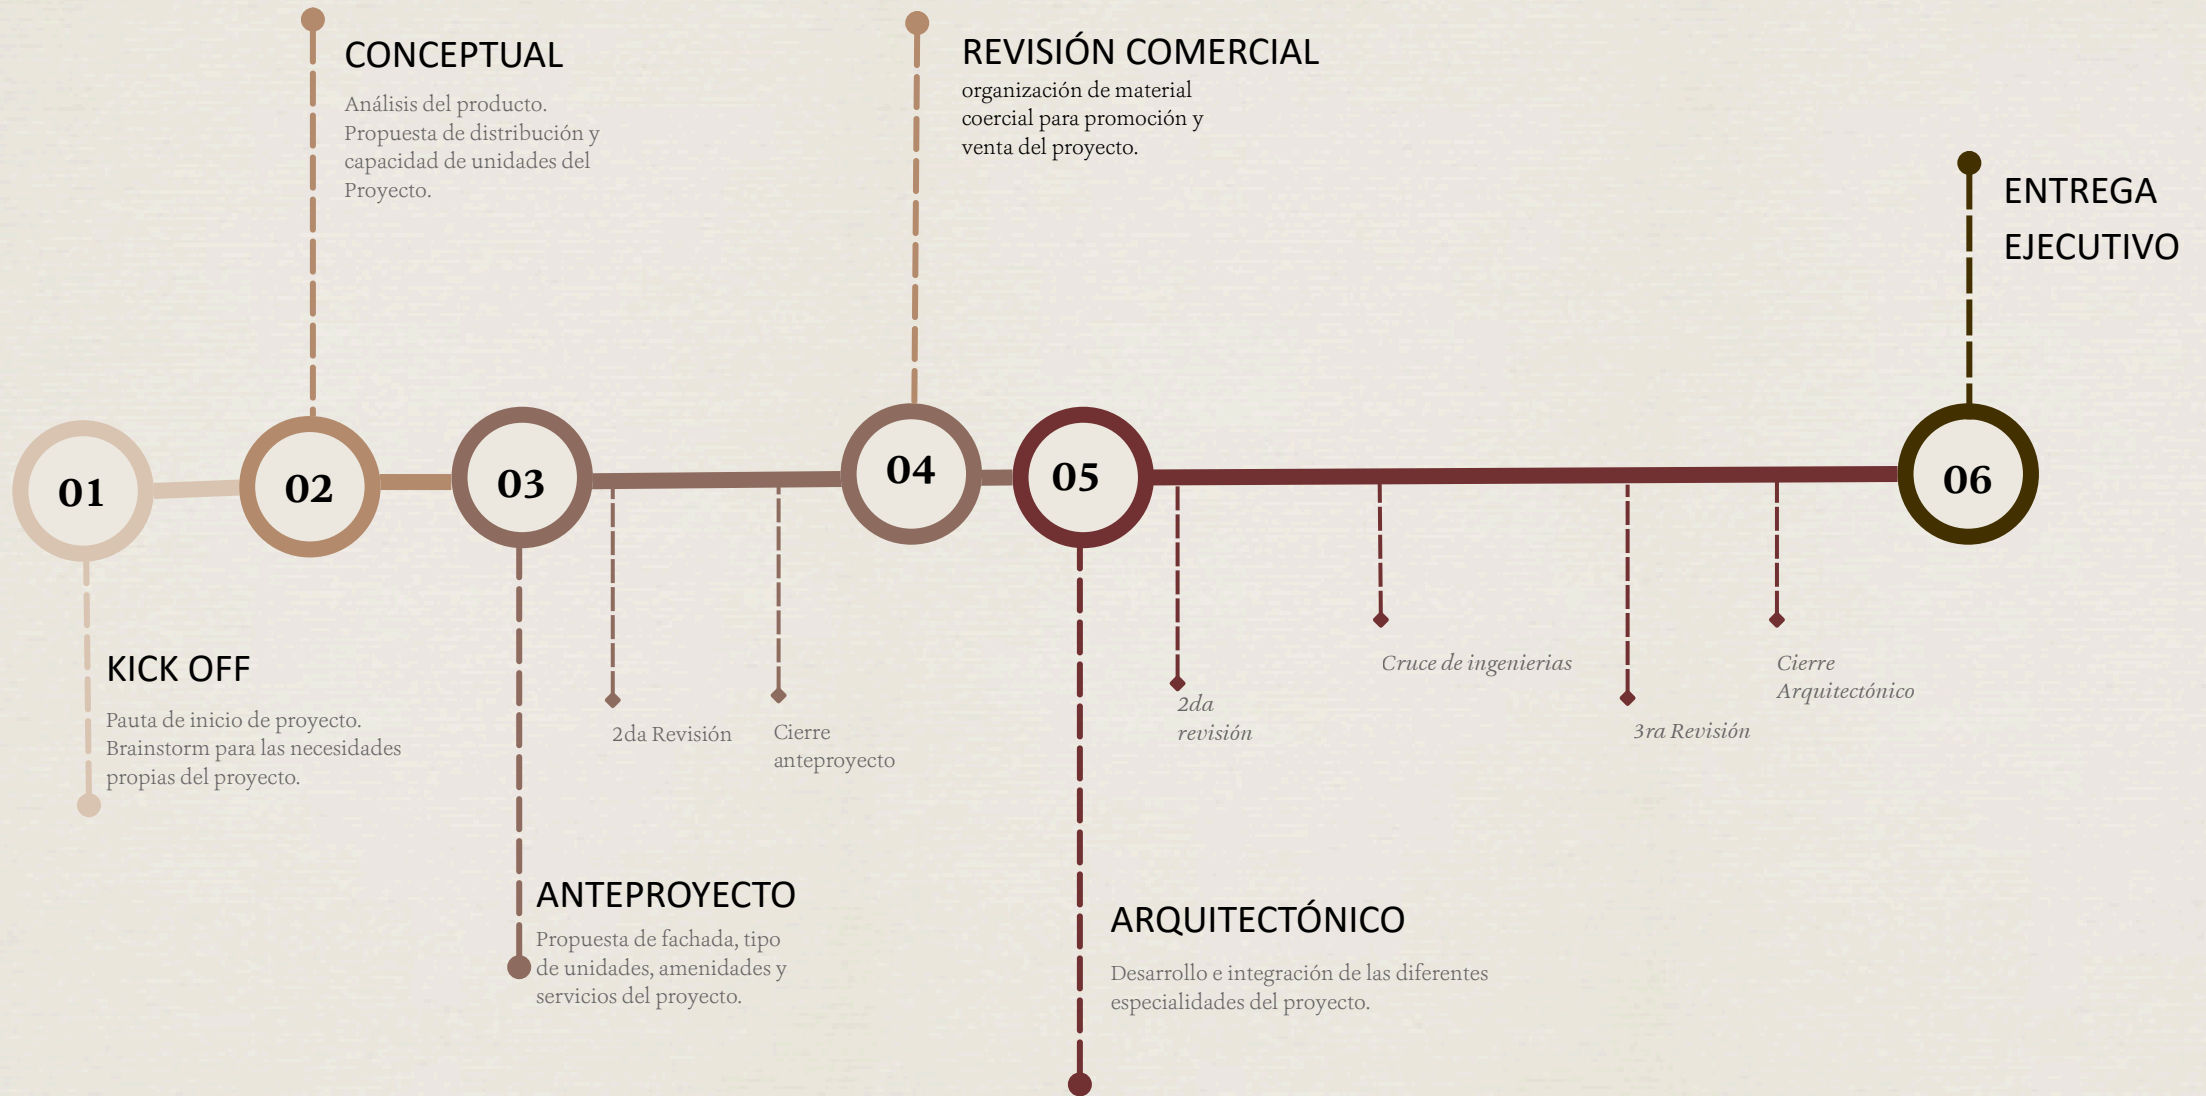 CONCEPTUAL
Análisis del producto.
Propuesta de distribución y
capacidad de unidades del
Proyecto.
REVISIÓN COMERCIAL
organización de material
coercial para promoción y
venta del proyecto.
ENTREGA
EJECUTIVO
01
02
03
04
05
06
KICK OFF
Pauta de inicio de proyecto.
Brainstorm para las necesidades
propias del proyecto.
2da Revisión
Cierre
anteproyecto
2da
revisión
Cruce de ingenierias
3ra Revisión
Cierre
Arquitectónico
ANTEPROYECTO
Propuesta de fachada, tipo
de unidades, amenidades y
servicios del proyecto.
ARQUITECTÓNICO
Desarrollo e integración de las diferentes
especialidades del proyecto.